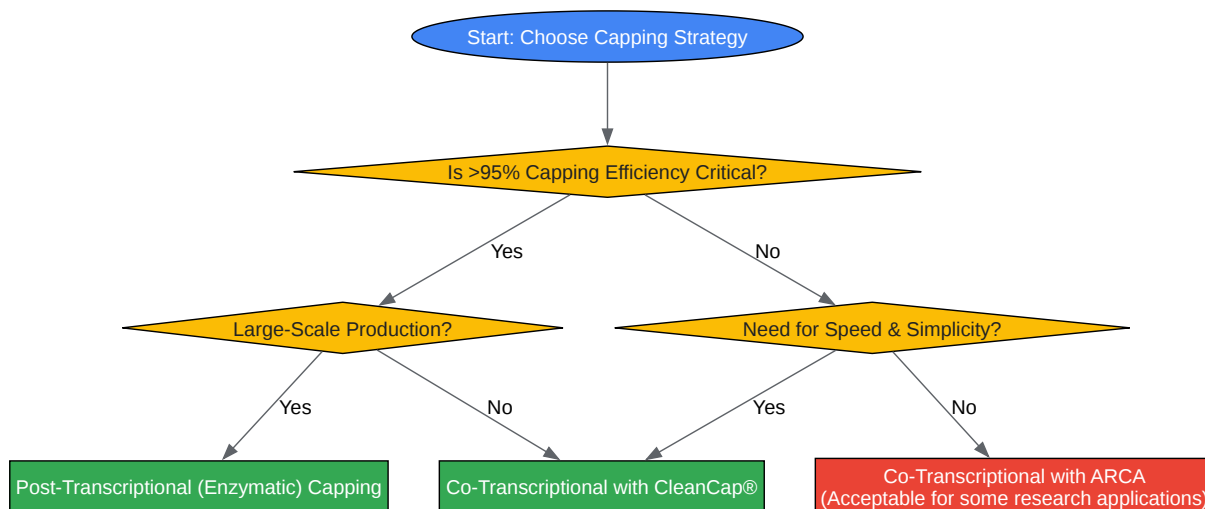 Start: Choose Capping Strategy
Is >95% Capping Efficiency Critical?
Yes
No
Large-Scale Production?
Need for Speed & Simplicity?
Yes
No
Yes
No
Post-Transcriptional (Enzymatic) Capping
Co-Transcriptional with CleanCap®
Co-Transcriptional with ARCA
(Acceptable for some research applications)